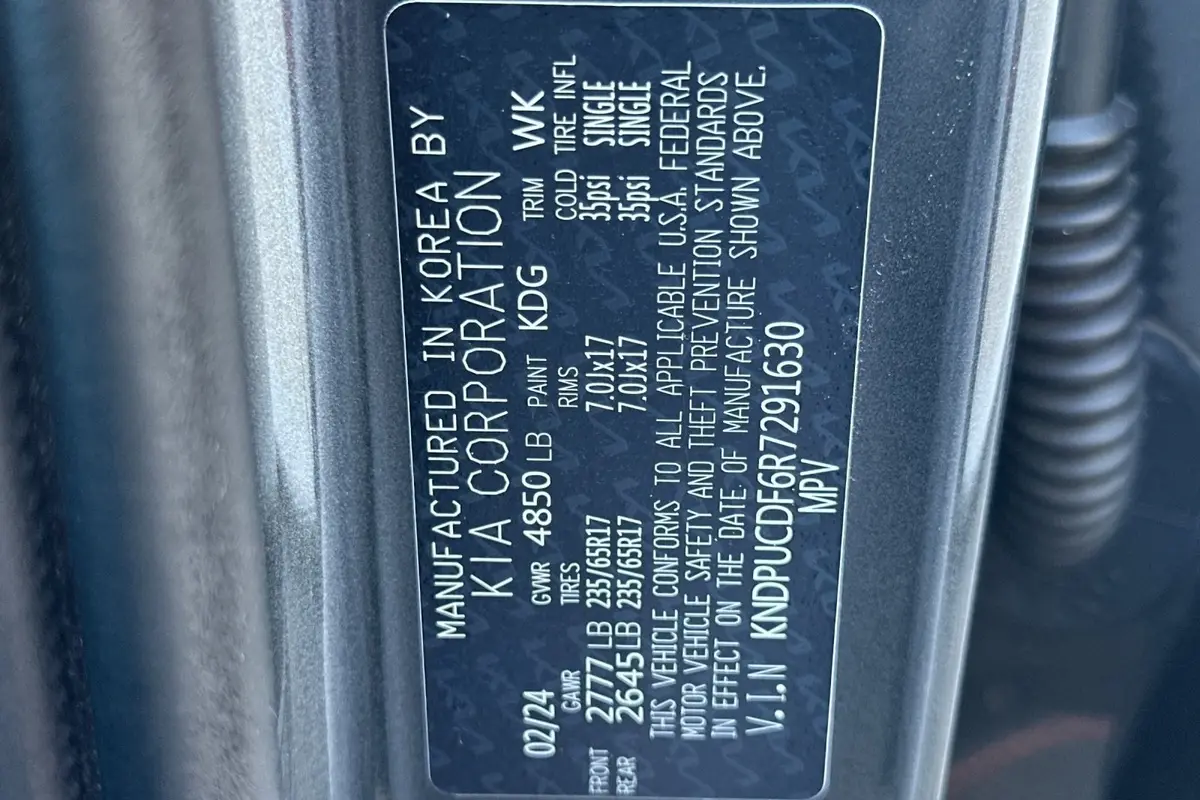 MANUFACTURED IN KOREA BY
KIA CORPORATION
02/24 GVWR 4850 LB PAINT KDG TRIM WK
GAWR TIRES RIMS COLD TIRE INFL
FRONT 2777 LB 235/65R17 7.0Jx17 35psi SINGLE
REAR 2645LB 235/65R17 7.0Jx17 35psi SINGLE
THIS VEHICLE CONFORMS TO ALL APPLICABLE U.S.A. FEDERAL
MOTOR VEHICLE SAFETY AND THEFT PREVENTION STANDARDS
IN EFFECT ON THE DATE OF MANUFACTURE SHOWN ABOVE.
V.I.N KNDPUCDF6R7291630
MPV